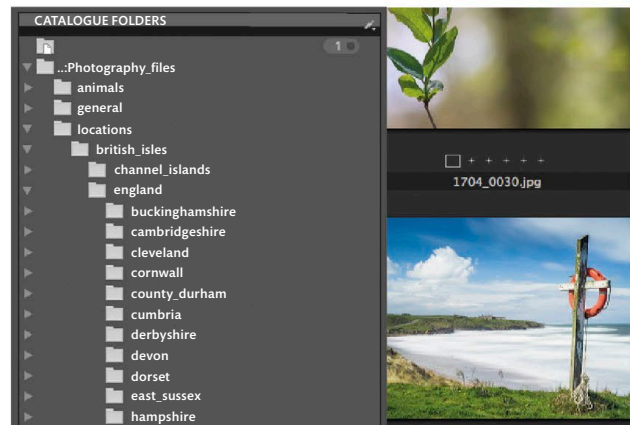 CATALOGUE FOLDERS
1
..:Photography_files
animals
general
locations
british_isles
channel_islands
england
buckinghamshire
cambridgeshire
cleveland
cornwall
county_durham
cumbria
derbyshire
devon
dorset
east_sussex
hampshire
1704_0030.jpg